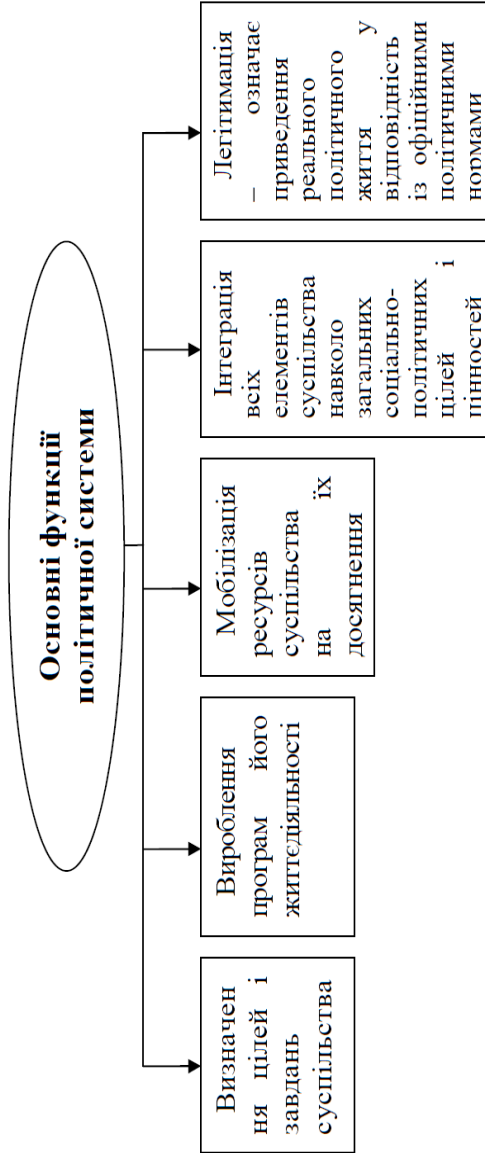 Основні функції
політичної системи
Визначен
ня цілей і
завдань
суспільства
Вироблення
програм його
життєдіяльності
Мобілізація
ресурсів
суспільства
на їх
досягнення
Інтеграція
всіх
елементів
суспільства
навколо
загальних
соціально-
політичних
цілей і
цінностей
Легітимація
– означає
приведення
реального
політичного
життя у
відповідність
із офіційними
політичними
нормами